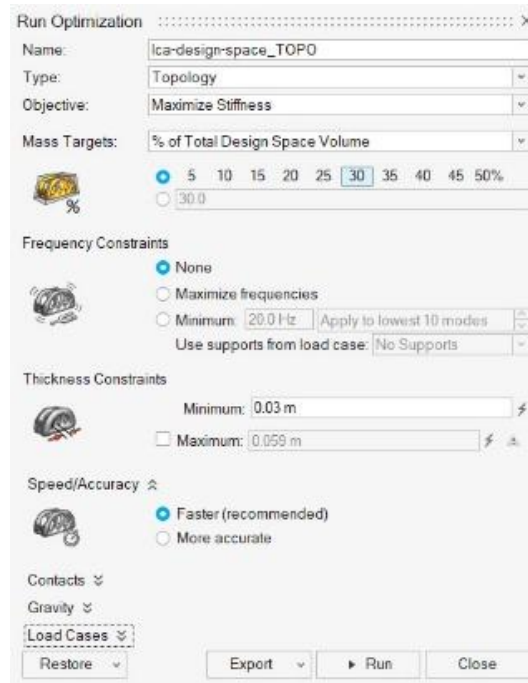 Run Optimization
Name: lca-design-space_TOPO
Type: Topology
Objective: Maximize Stiffness
Mass Targets: % of Total Design Space Volume
5 10 15 20 25 30 35 40 45 50%
30.0
%
Frequency Constraints
None
Maximize frequencies
Minimum: 20.0 Hz Apply to lowest 10 modes
Use supports from load case: No Supports
Thickness Constraints
Minimum: 0.03 m
Maximum: 0.059 m
Speed/Accuracy
Faster (recommended)
More accurate
Contacts
Gravity
Load Cases
Restore Export Run Close